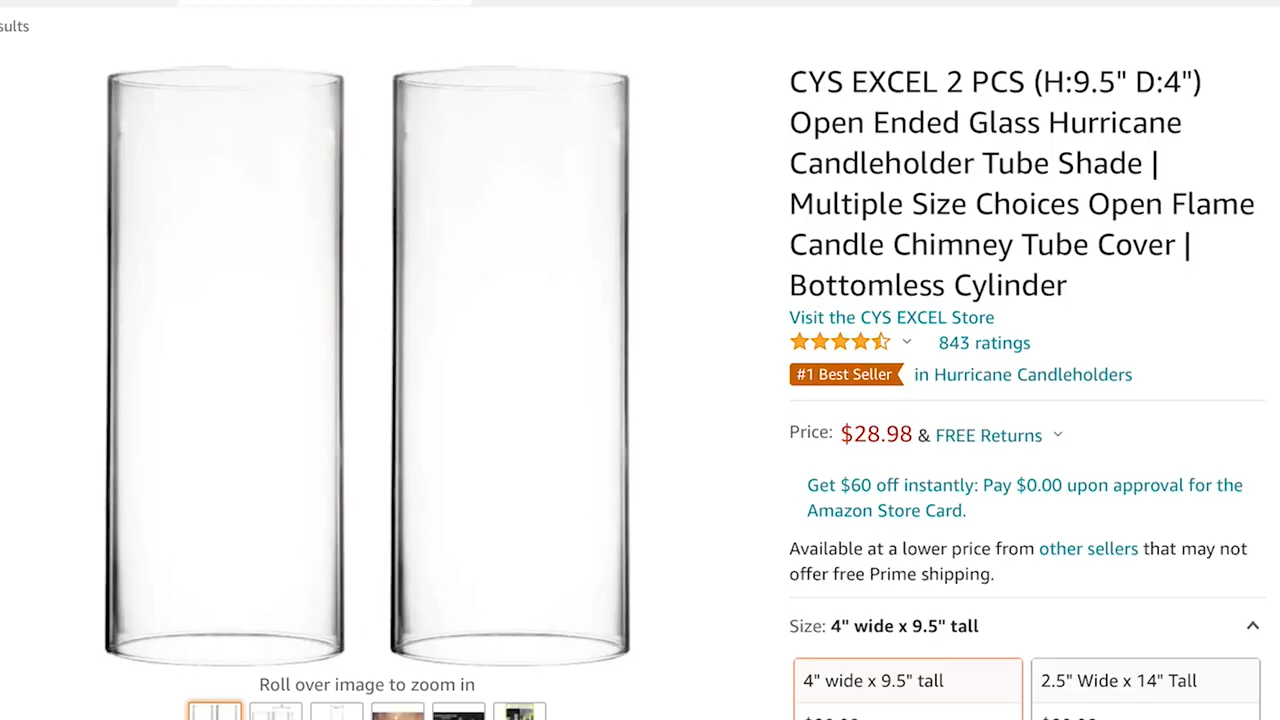 sults
CYS EXCEL 2 PCS (H:9.5" D:4")
Open Ended Glass Hurricane
Candleholder Tube Shade |
Multiple Size Choices Open Flame
Candle Chimney Tube Cover |
Bottomless Cylinder
Visit the CYS EXCEL Store
843 ratings
#1 Best Seller in Hurricane Candleholders
Price: $28.98 & FREE Returns
Get $60 off instantly: Pay $0.00 upon approval for the
Amazon Store Card.
Available at a lower price from other sellers that may not
offer free Prime shipping.
Size: 4" wide x 9.5" tall
4" wide x 9.5" tall
2.5" Wide x 14" Tall
Roll over image to zoom in